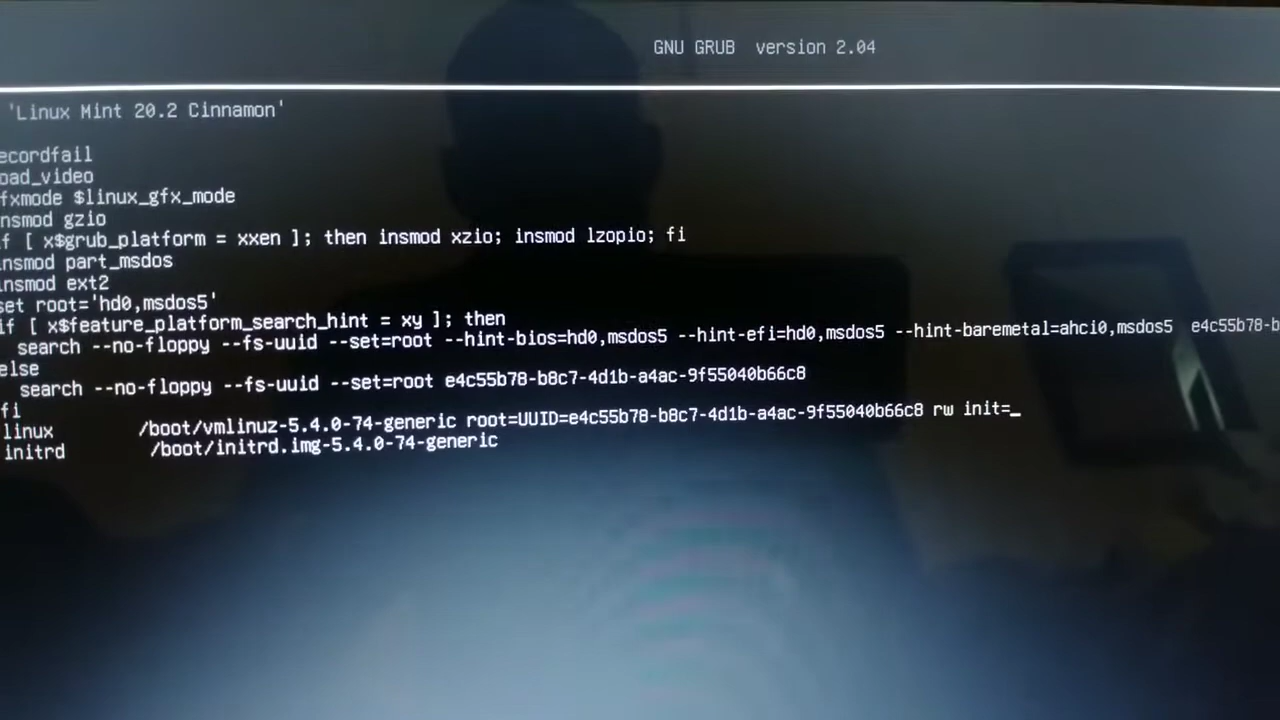 GNU GRUB version 2.04
'Linux Mint 20.2 Cinnamon'
ecordfail
oad_video
fxmode $linux_gfx_mode
nsmod gzio
f [ x$grub_platform = xxen ]; then insmod xzio; insmod lzopio; fi
insmod part_msdos
insmod ext2
set root='hd0,msdos5'
if [ x$feature_platform_search_hint = xy ]; then
search --no-floppy --fs-uuid --set=root --hint-bios=hd0,msdos5 --hint-efi=hd0,msdos5 --hint-baremetal=ahci0,msdos5 e4c55b78-b
else
search --no-floppy --fs-uuid --set=root e4c55b78-b8c7-4d1b-a4ac-9f55040b66c8
fi
linux /boot/vmlinuz-5.4.0-74-generic root=UUID=e4c55b78-b8c7-4d1b-a4ac-9f55040b66c8 rw init=_
initrd /boot/initrd.img-5.4.0-74-generic